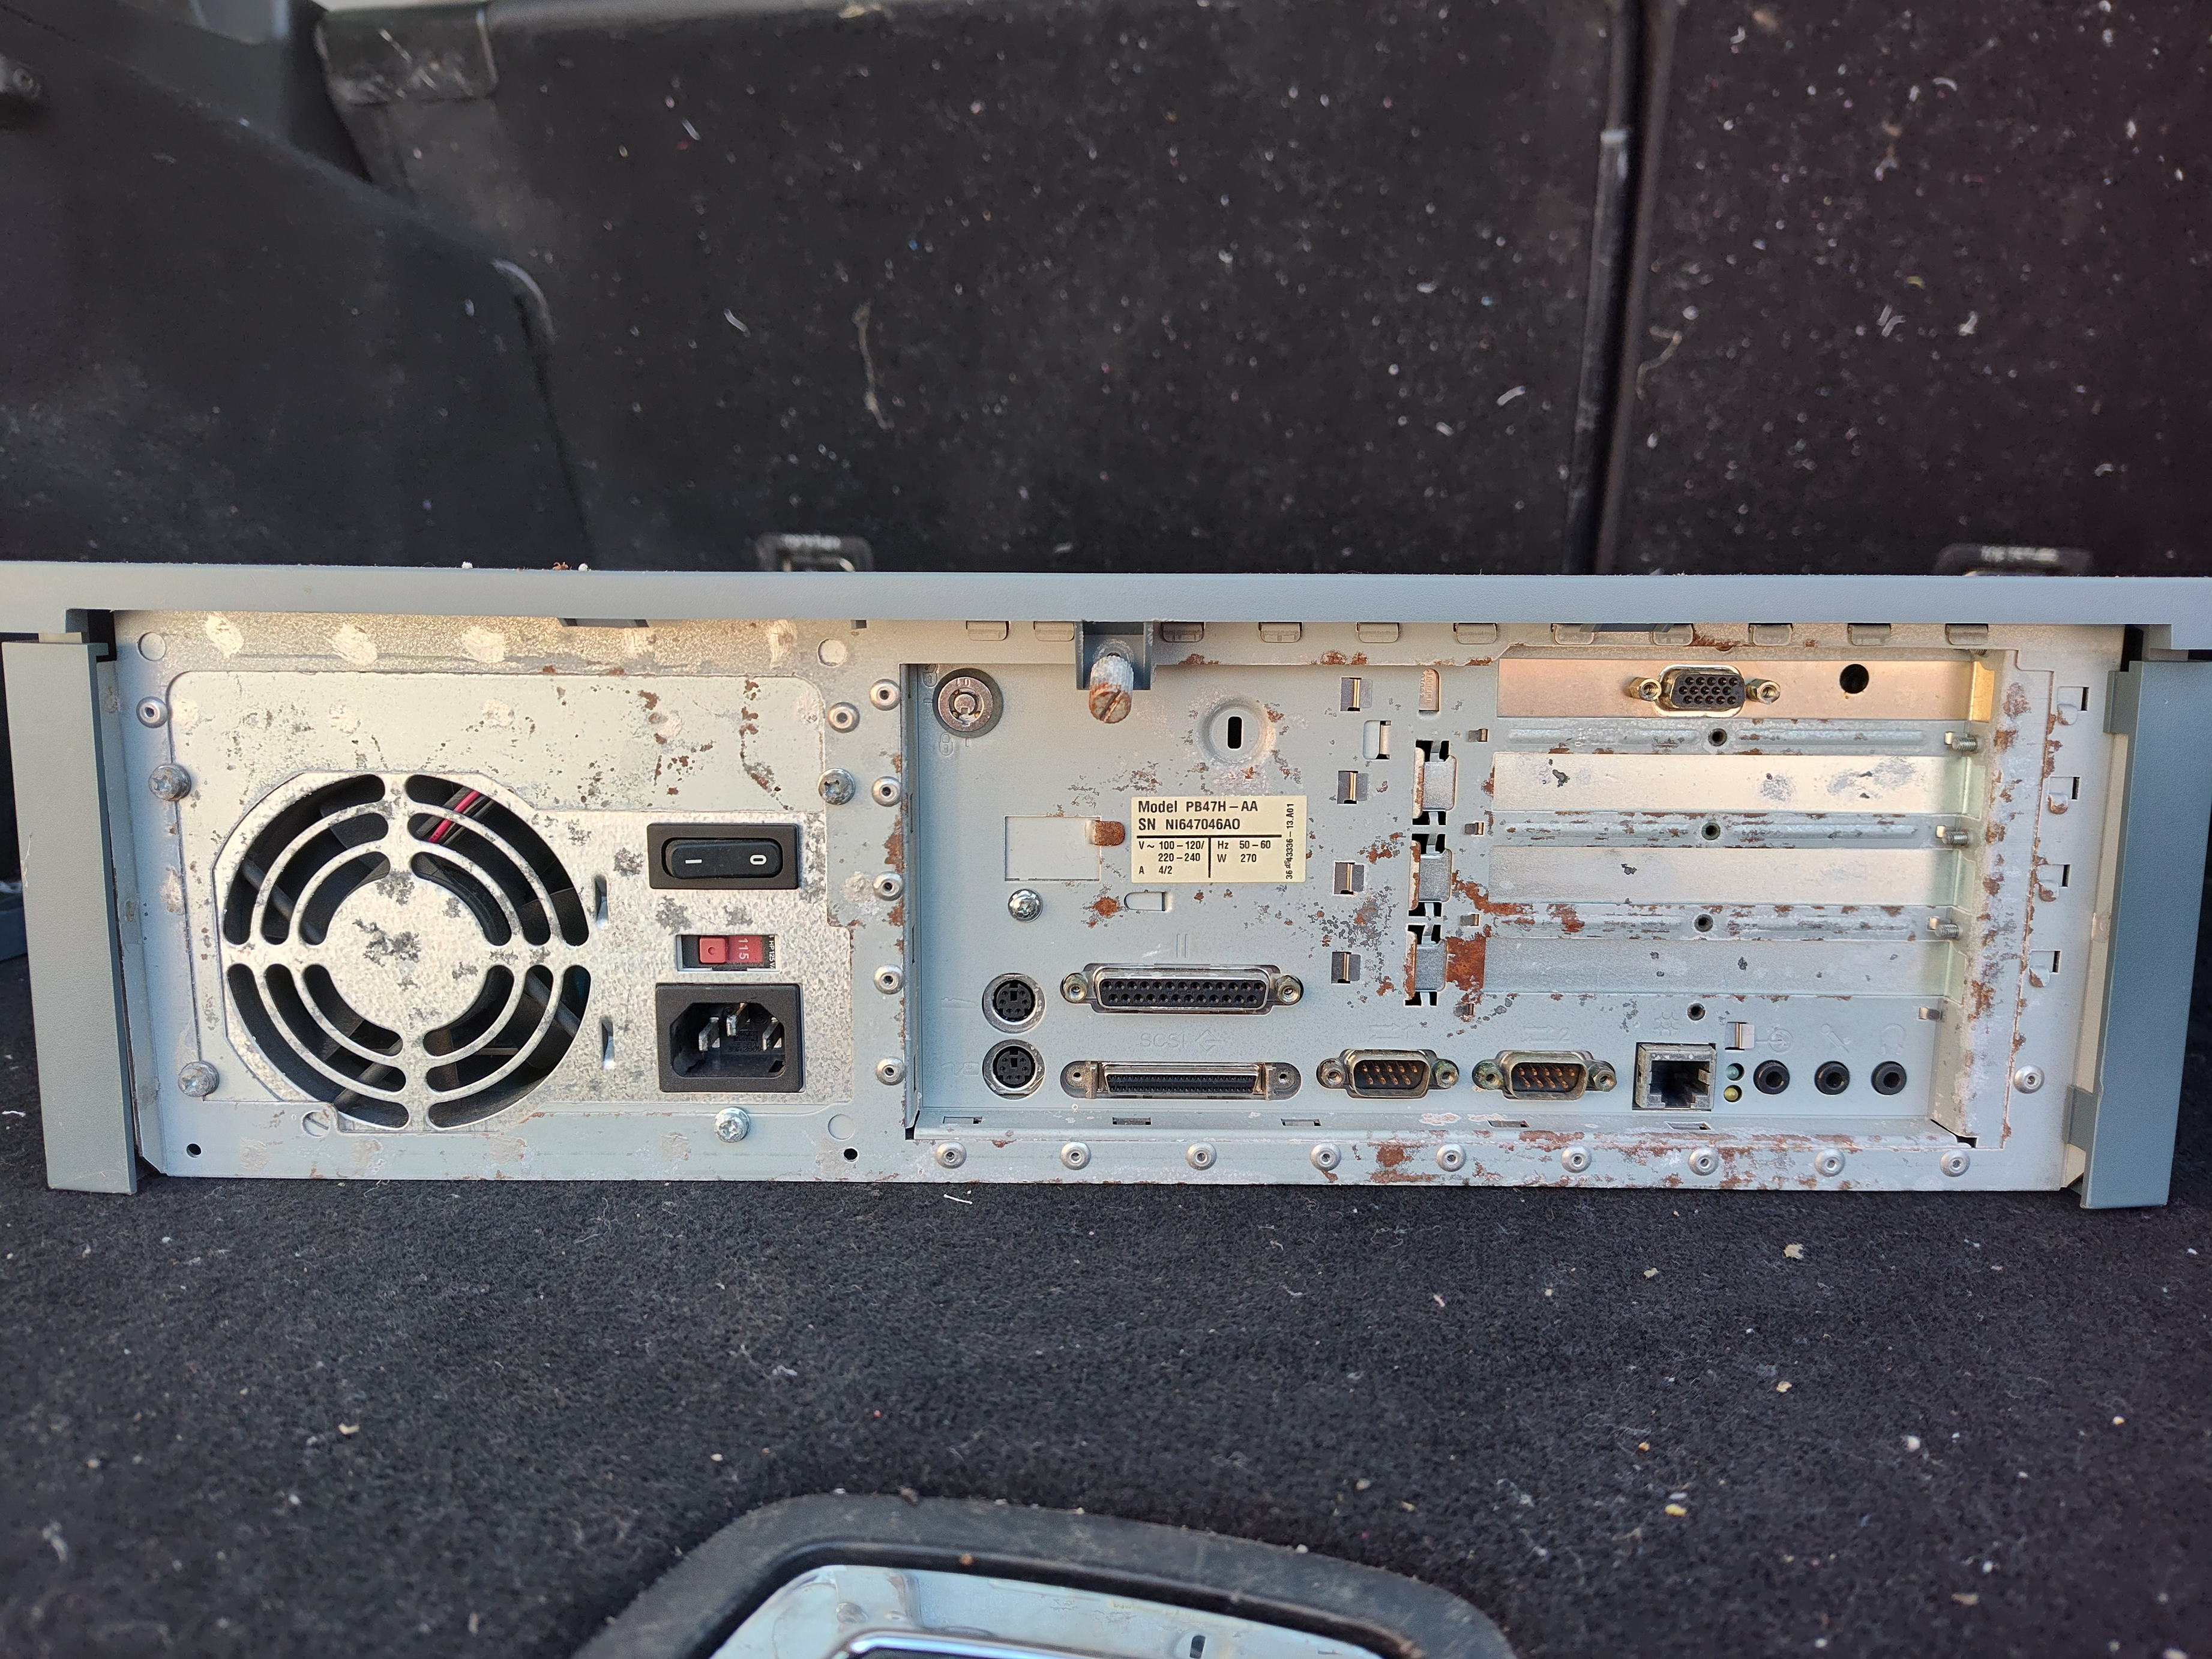 Model PB47H-AA
SN NI647046AO
V ~ 100-120/ Hz 50-60
220-240 W 270
A 4/2
I O
115
SCSI